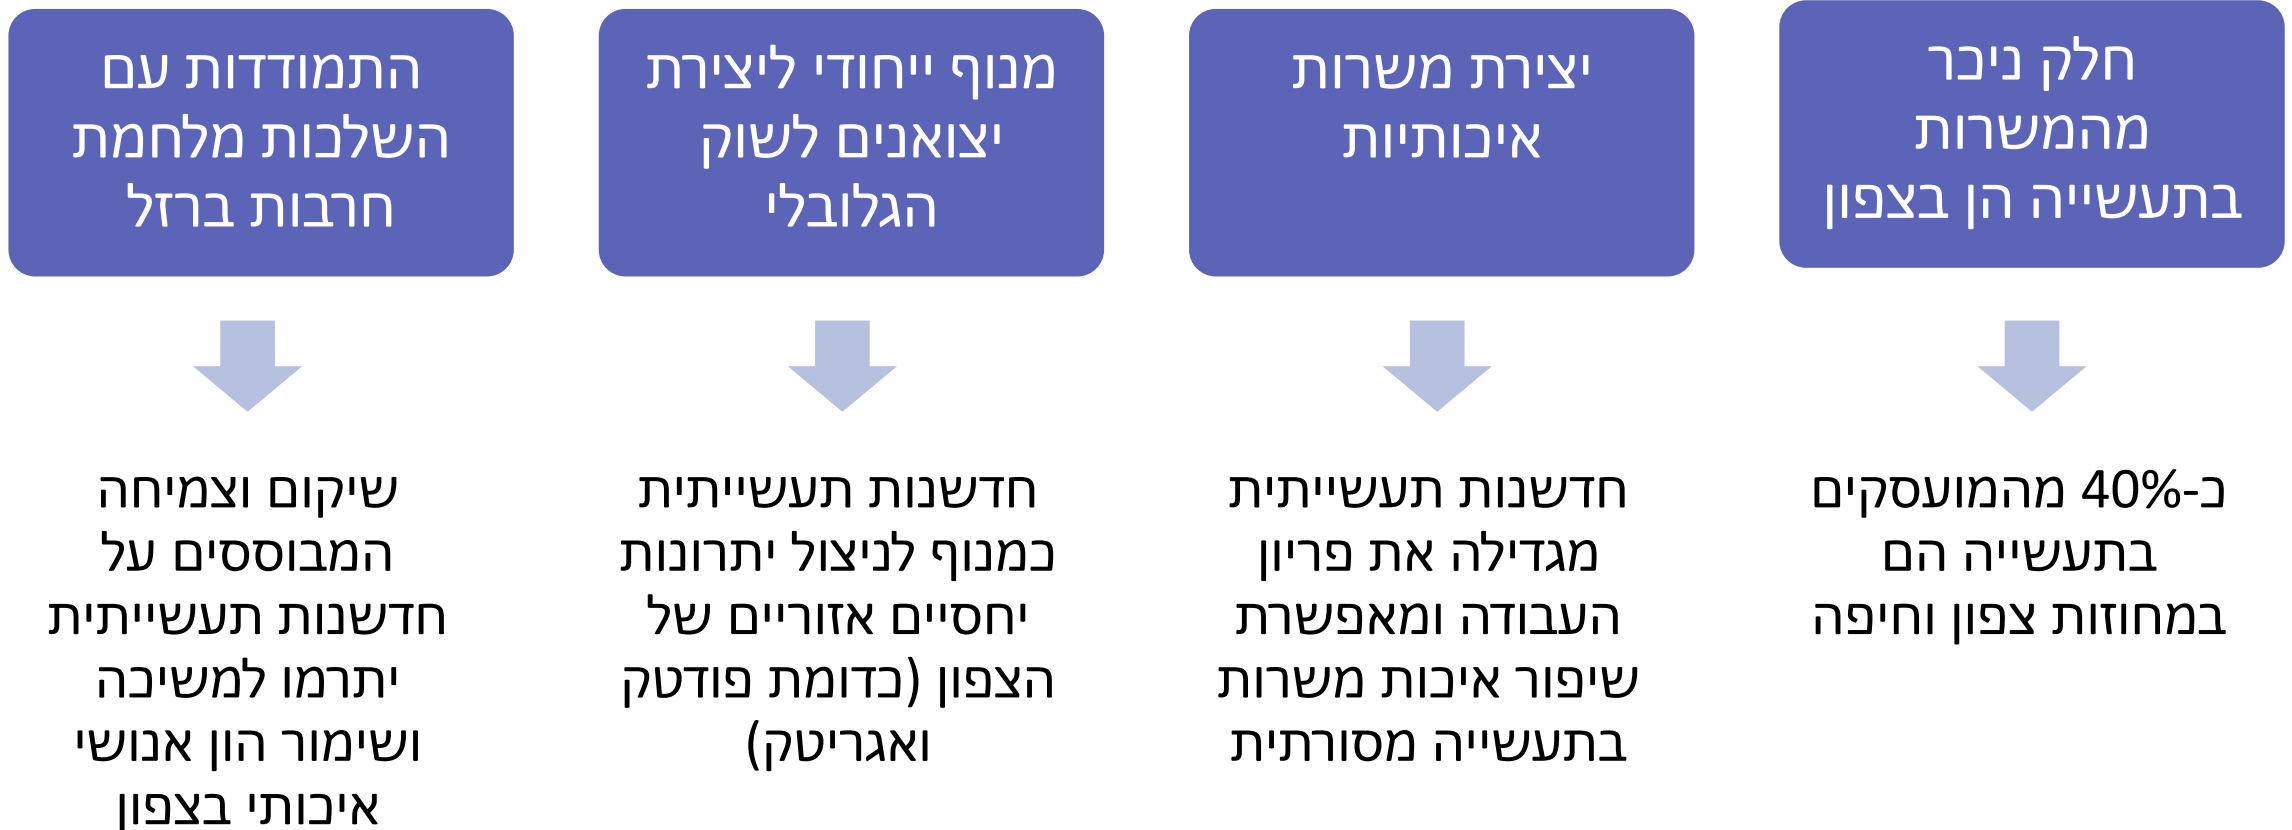 חלק ניכר
מהמשרות
בתעשייה הן בצפון
כ-40% מהמועסקים
בתעשייה הם
במחוזות צפון וחיפה
יצירת משרות
איכותיות
חדשנות תעשייתית
מגדילה את פריון
העבודה ומאפשרת
שיפור איכות משרות
בתעשייה מסורתית
מנוף ייחודי ליצירת
יצואנים לשוק
הגלובלי
חדשנות תעשייתית
כמנוף לניצול יתרונות
יחסיים אזוריים של
הצפון (כדומת פודטק
ואגריטק)
התמודדות עם
השלכות מלחמת
חרבות ברזל
שיקום וצמיחה
המבוססים על
חדשנות תעשייתית
יתרמו למשיכה
ושימור הון אנושי
איכותי בצפון